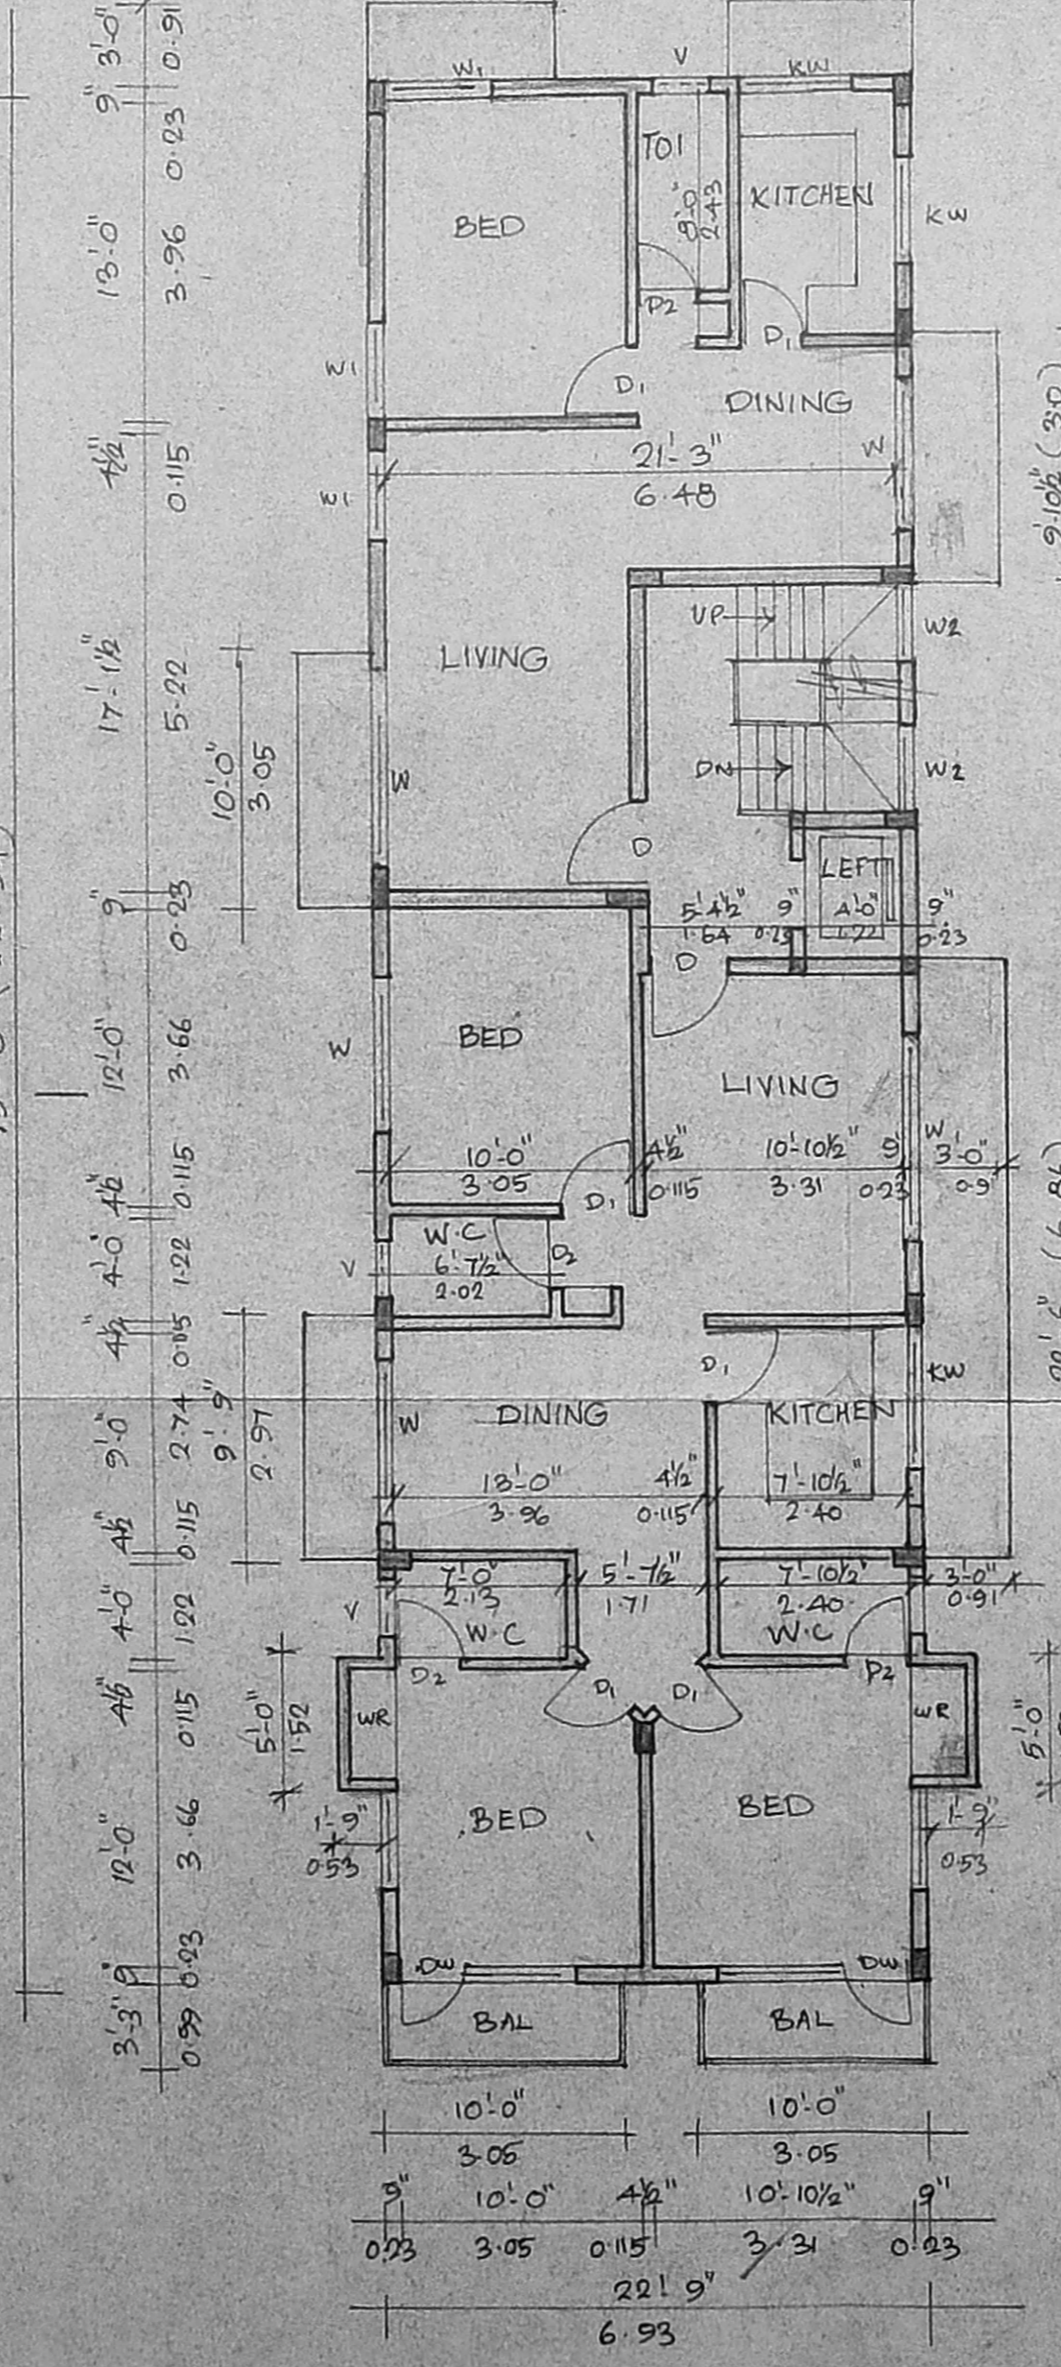 3'-0" 0.91
9" 0.23
13'-0" 3.96
4½" 0.115
17'-1½" 5.22
10'-0" 3.05
9" 0.23
12'-0" 3.66
4½" 0.115
4'-0" 1.22
4½"
9'-0" 2.74
9'-9" 2.97
4½" 0.115
4'-0" 1.22
4½" 0.115
5'-0" 1.52
12'-0" 3.66
9" 0.23
3'-3" 0.99
W1 V KW
TOI
BED
8'-0"
2.43
KITCHEN
KW
D2
D1
W1
D1
DINING
21'-3"
W
6.48
W1
9'-10½" (3.0)
UP
W2
LIVING
DN
W2
W
D
LEFT
5'-4½" 9" 4'-0" 9"
1.64 0.23 1.22 0.23
D
BED
W
LIVING
W
10'-0" 4½" 10'-10½" 9" 3'-0"
3.05 0.115 3.31 0.23 0.9
D1
W.C
D2
V
6'-7½"
2.02
D1
KW
W
DINING KITCHEN
13'-0" 4½" 7'-10½"
3.96 0.115 2.40
7'-0" 5'-7½" 7'-10½" 3'-0"
2.13 1.71 2.40 0.91
V
W.C W.C
D2 D1 D1 D2
WR WR
5'-0"
BED BED
1'-9" 1'-9"
0.53 0.53
DW DW
BAL BAL
10'-0" 10'-0"
3.05 3.05
9" 10'-0" 4½" 10'-10½" 9"
0.23 3.05 0.115 3.31 0.23
22'9"
6.93